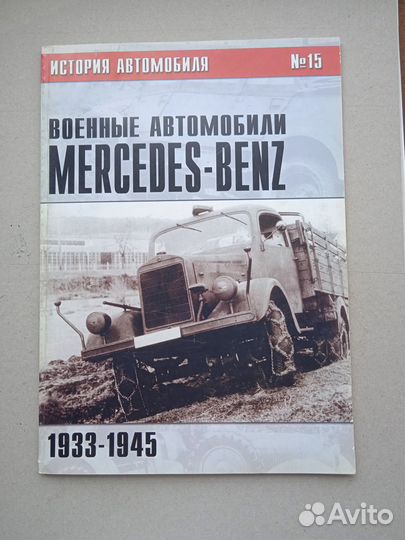 ИСТОРИЯ АВТОМОБИЛЯ №15
ВОЕННЫЕ АВТОМОБИЛИ
MERCEDES-BENZ
1933-1945
Avito